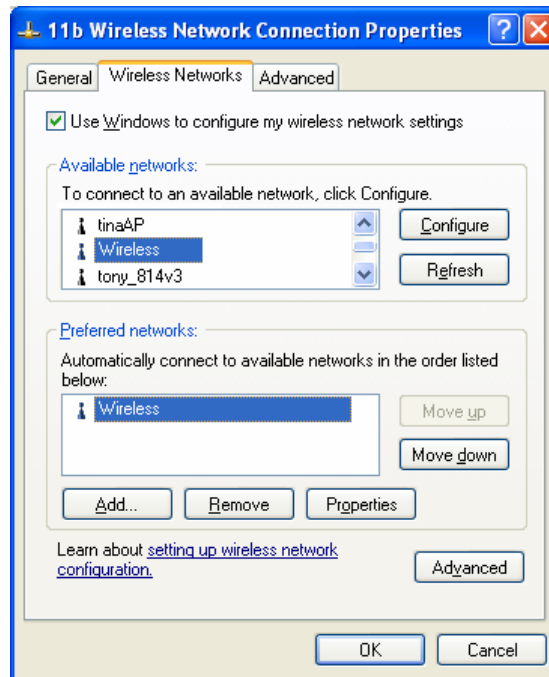 11b Wireless Network Connection Properties
General Wireless Networks Advanced
Use Windows to configure my wireless network settings
Available networks:
To connect to an available network, click Configure.
tinaAP
Wireless
tony_814v3
Configure
Refresh
Preferred networks:
Automatically connect to available networks in the order listed
below:
Wireless
Move up
Move down
Add... Remove Properties
Learn about setting up wireless network
configuration.
Advanced
OK Cancel